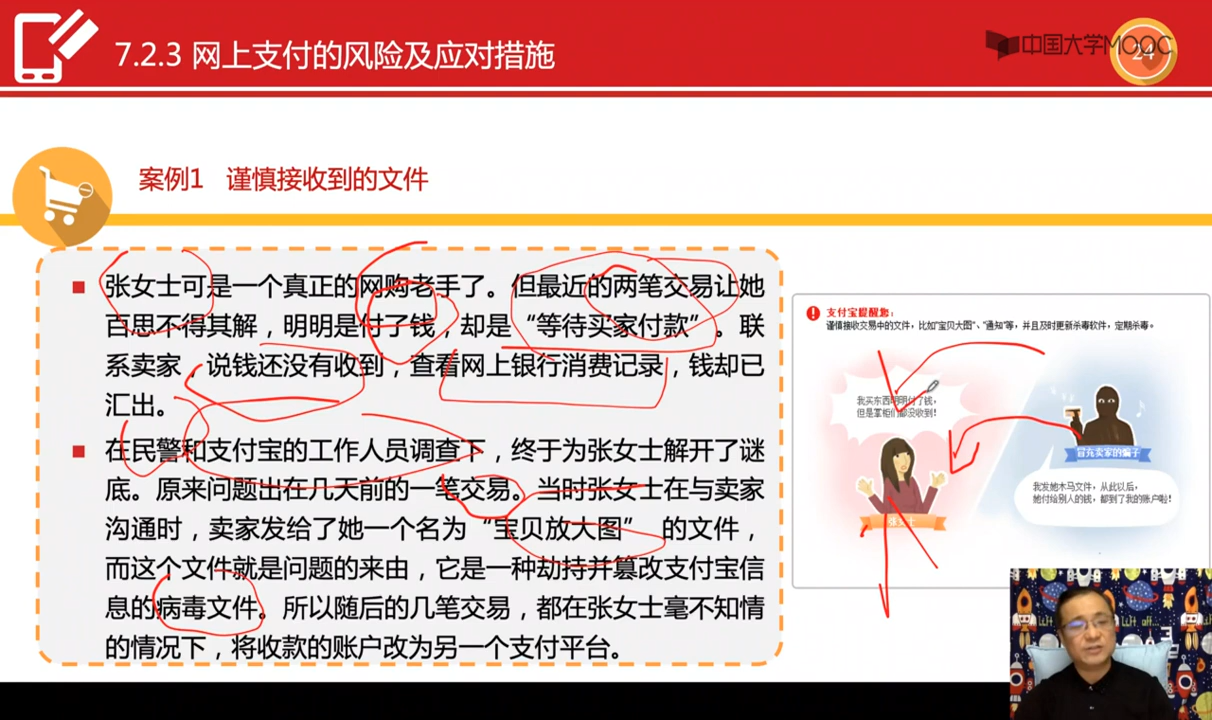 7.2.3 网上支付的风险及应对措施
中国大学MOOC
24
案例1 谨慎接收到的文件
张女士可是一个真正的网购老手了。但最近的两笔交易让她
百思不得其解，明明是付了钱，却是“等待买家付款”。联
系卖家，说钱还没有收到，查看网上银行消费记录，钱却已
汇出。
在民警和支付宝的工作人员调查下，终于为张女士解开了谜
底。原来问题出在几天前的一笔交易。当时张女士在与卖家
沟通时，卖家发给了她一个名为“宝贝放大图” 的文件，
而这个文件就是问题的来由，它是一种劫持并篡改支付宝信
息的病毒文件。所以随后的几笔交易，都在张女士毫不知情
的情况下，将收款的账户改为另一个支付平台。
支付宝提醒您：
谨慎接收交易中的文件，比如“宝贝大图”、“通知”等，并且及时更新杀毒软件，定期杀毒。
我买东西明明付了钱，
但是掌柜们都没收到！
冒充卖家的骗子
我发她木马文件，从此以后，
她付给别人的钱，都到了我的账户啦！